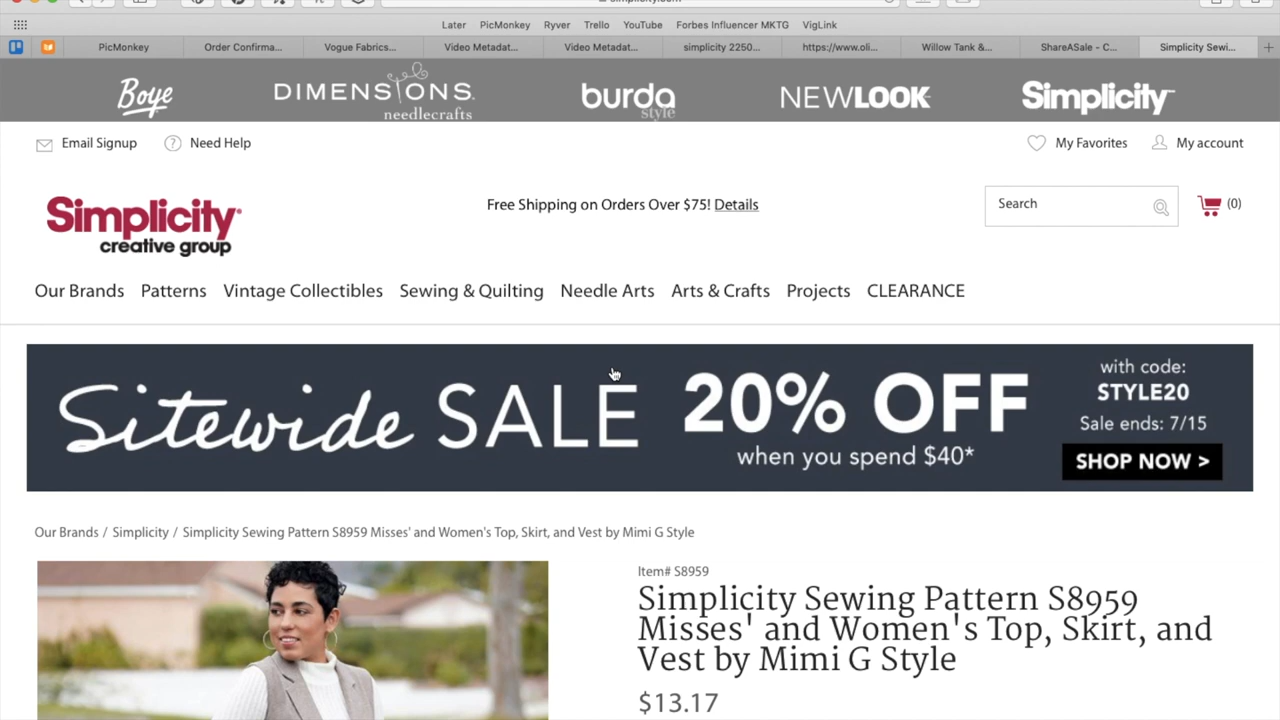 simplicity.com
Later PicMonkey Ryver Trello YouTube Forbes Influencer MKTG VigLink
PicMonkey Order Confirma... Vogue Fabrics... Video Metadat... Video Metadat... simplicity 2250... https://www.oli... Willow Tank &... ShareASale - C... Simplicity Sewi... +
Boye DIMENSIONS needlecrafts burda style NEWLOOK Simplicity
Email Signup ? Need Help My Favorites My account
Simplicity creative group
Free Shipping on Orders Over $75! Details
Search (0)
Our Brands Patterns Vintage Collectibles Sewing & Quilting Needle Arts Arts & Crafts Projects CLEARANCE
Sitewide SALE 20% OFF
when you spend $40*
with code:
STYLE20
Sale ends: 7/15
SHOP NOW >
Our Brands / Simplicity / Simplicity Sewing Pattern S8959 Misses' and Women's Top, Skirt, and Vest by Mimi G Style
Item# S8959
Simplicity Sewing Pattern S8959
Misses' and Women's Top, Skirt, and
Vest by Mimi G Style
$13.17